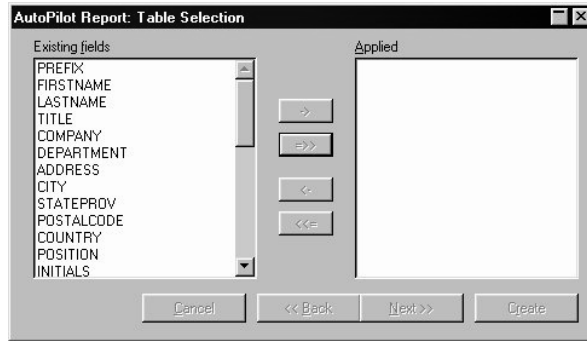 AutoPilot Report: Table Selection
Existing fields
Applied
PREFIX
FIRSTNAME
LASTNAME
TITLE
COMPANY
DEPARTMENT
ADDRESS
CITY
STATEPROV
POSTALCODE
COUNTRY
POSITION
INITIALS
->
=>>
<-
<<=
Cancel
<< Back
Next >>
Create